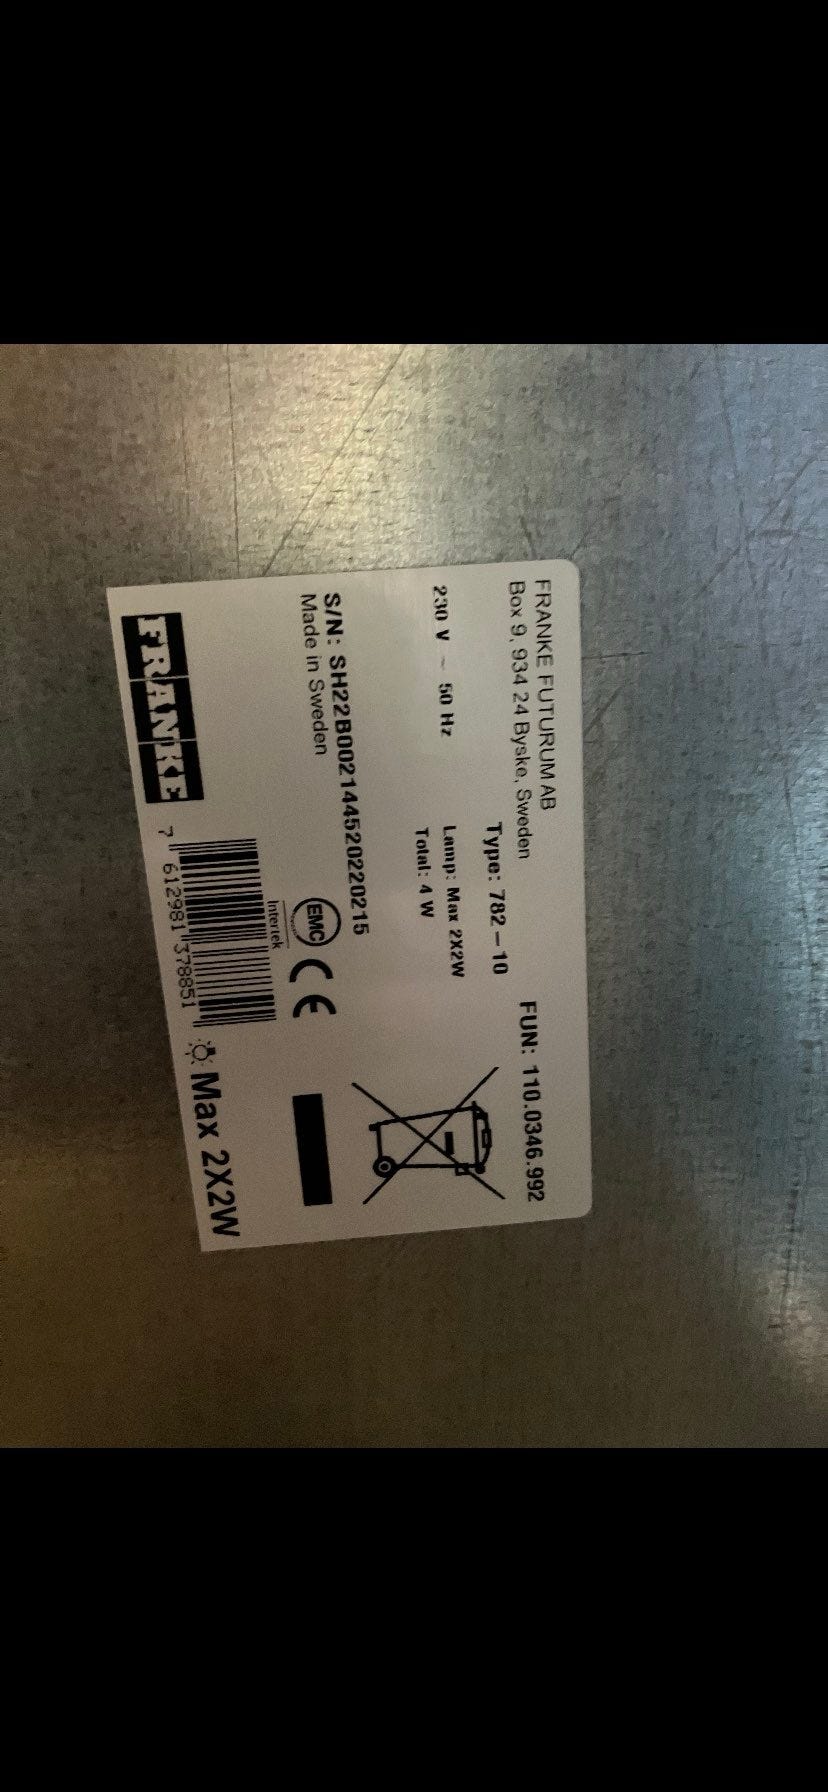 FRANKE FUTURUM AB
Box 9, 934 24 Byske, Sweden
Type: 782-10
FUN: 110.0346.992
230 V ~ 50 Hz
Lamp: Max 2X2W
Total: 4 W
S/N: SH22B002144520220215
Made in Sweden
EMC
Intertek
CE
FRANKE
7 612981 378851
Max 2X2W